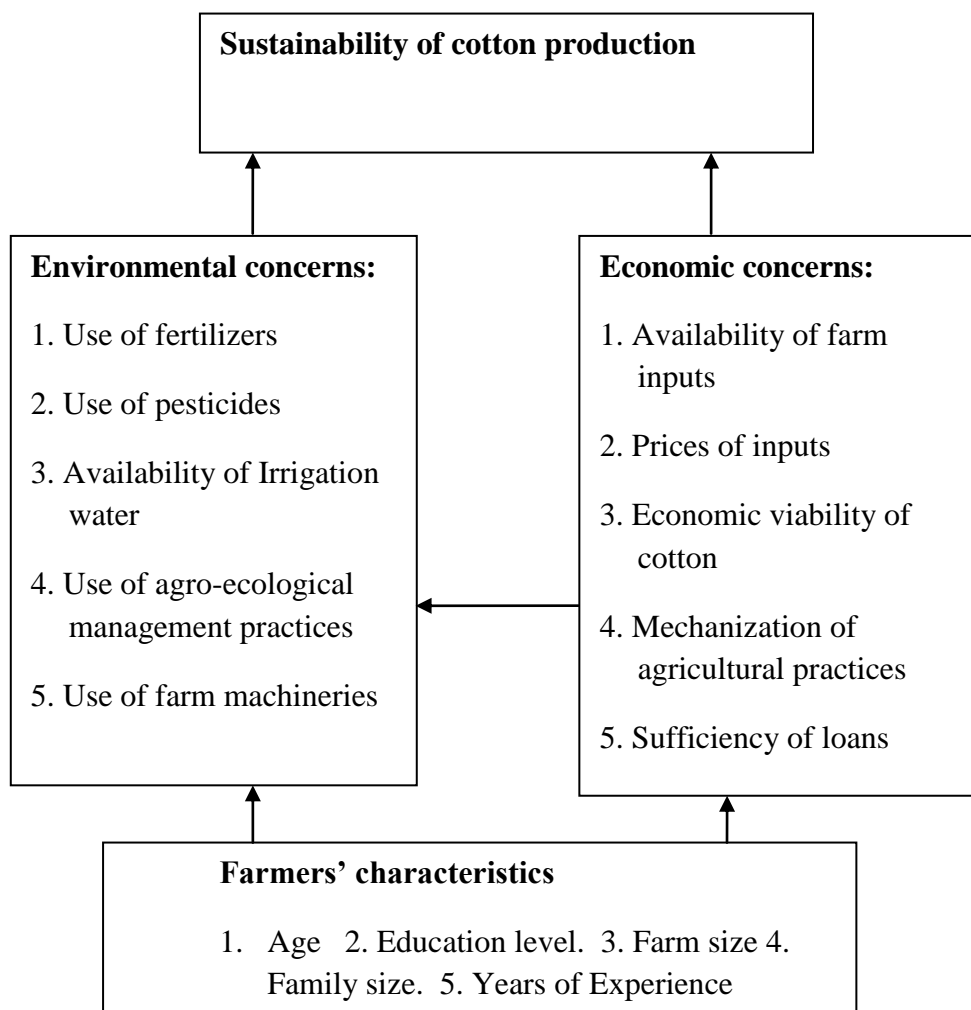 Sustainability of cotton production
Environmental concerns:
1. Use of fertilizers
2. Use of pesticides
3. Availability of Irrigation
water
4. Use of agro-ecological
management practices
5. Use of farm machineries
Economic concerns:
1. Availability of farm
inputs
2. Prices of inputs
3. Economic viability of
cotton
4. Mechanization of
agricultural practices
5. Sufficiency of loans
Farmers’ characteristics
1. Age 2. Education level. 3. Farm size 4.
Family size. 5. Years of Experience